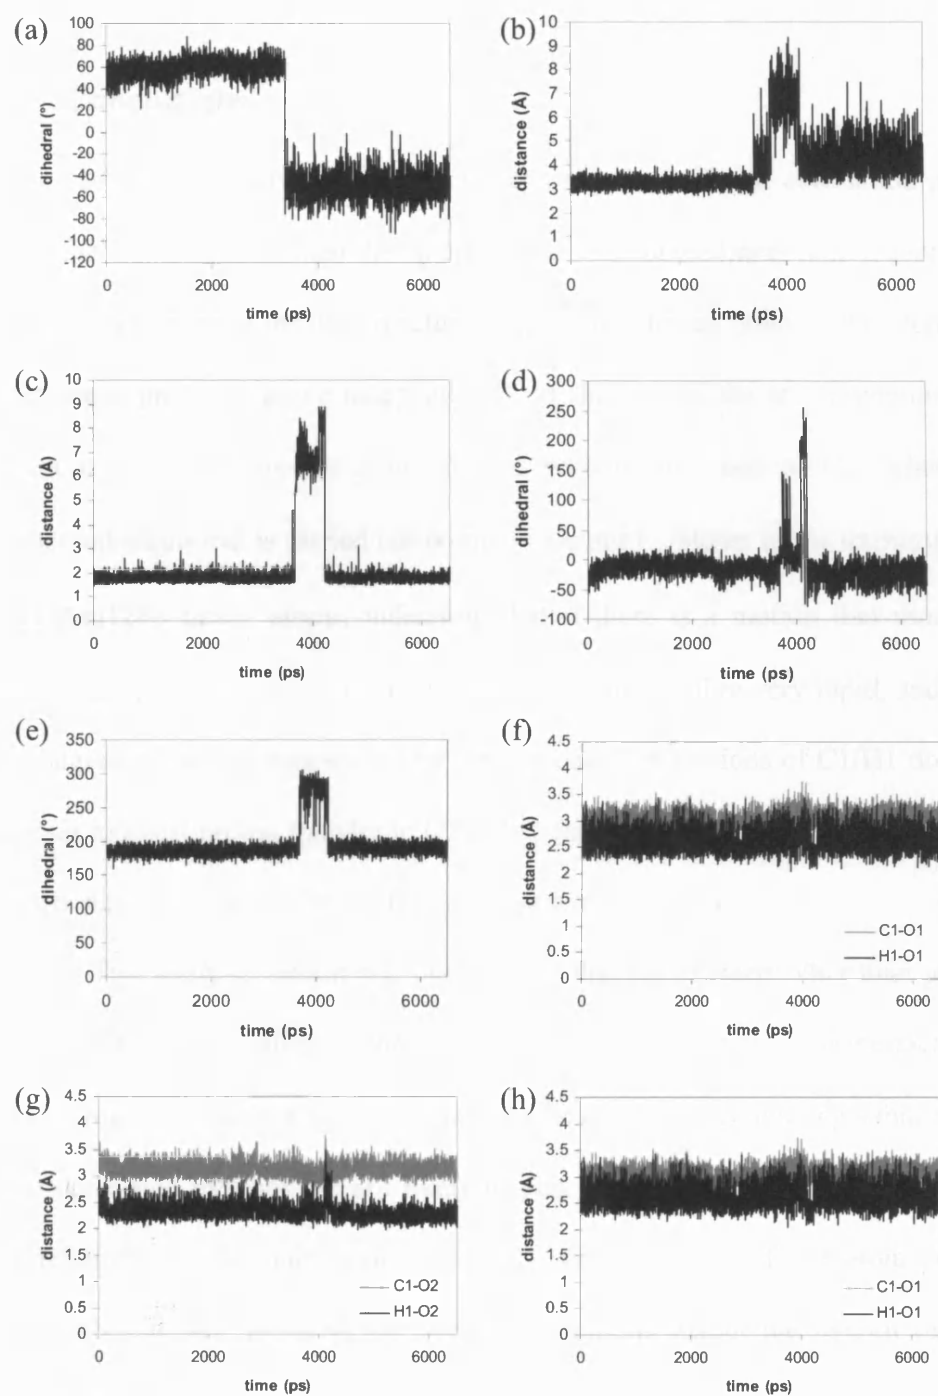 (a)
100
80
60
40
20
0
-20
-40
-60
-80
-100
-120
dihedral (°)
0 2000 4000 6000
time (ps)
(b)
10
9
8
7
6
5
4
3
2
1
0
distance (Å)
0 2000 4000 6000
time (ps)
(c)
10
9
8
7
6
5
4
3
2
1
0
distance (Å)
0 2000 4000 6000
time (ps)
(d)
300
250
200
150
100
50
0
-50
-100
dihedral (°)
0 2000 4000 6000
time (ps)
(e)
350
300
250
200
150
100
50
0
dihedral (°)
0 2000 4000 6000
time (ps)
(f)
4.5
4
3.5
3
2.5
2
1.5
1
0.5
0
distance (Å)
C1-O1
H1-O1
0 2000 4000 6000
time (ps)
(g)
4.5
4
3.5
3
2.5
2
1.5
1
0.5
0
distance (Å)
C1-O2
H1-O2
0 2000 4000 6000
time (ps)
(h)
4.5
4
3.5
3
2.5
2
1.5
1
0.5
0
distance (Å)
C1-O1
H1-O1
0 2000 4000 6000
time (ps)